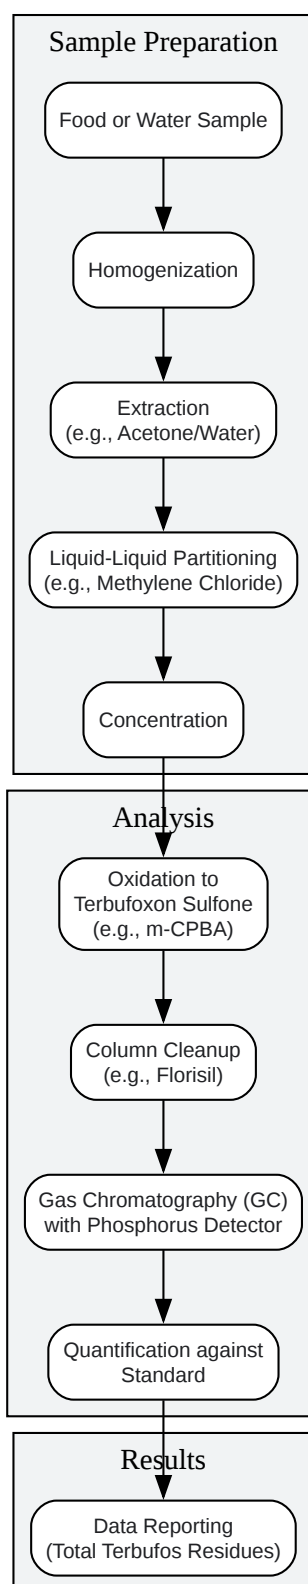 Sample Preparation
Food or Water Sample
Homogenization
Extraction
(e.g., Acetone/Water)
Liquid-Liquid Partitioning
(e.g., Methylene Chloride)
Concentration
Analysis
Oxidation to
Terbufoxon Sulfone
(e.g., m-CPBA)
Column Cleanup
(e.g., Florisil)
Gas Chromatography (GC)
with Phosphorus Detector
Quantification against
Standard
Results
Data Reporting
(Total Terbufos Residues)